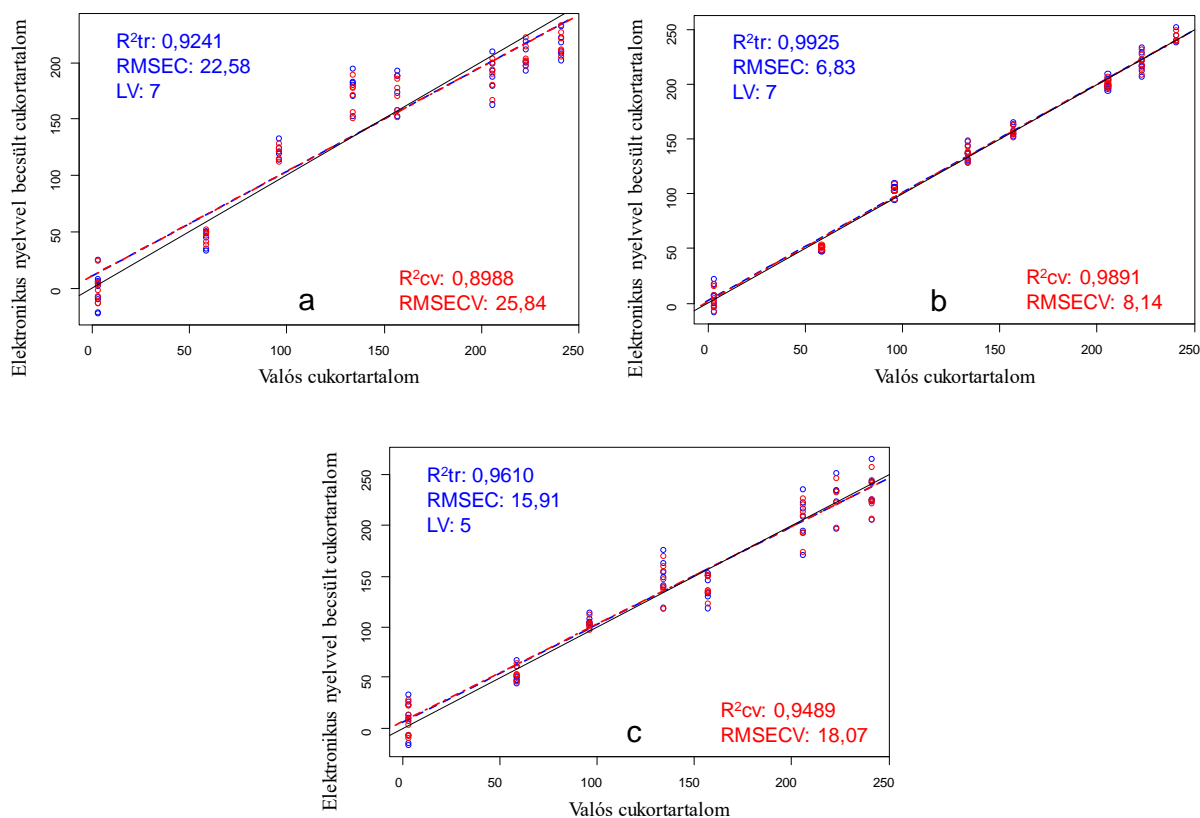 Elektronikus nyelvvel becsült cukortartalom
200
150
100
50
0
R²tr: 0,9241
RMSEC: 22,58
LV: 7
R²cv: 0,8988
RMSECV: 25,84
a
0 50 100 150 200 250
Valós cukortartalom
Elektronikus nyelvvel becsült cukortartalom
250
200
150
100
50
0
R²tr: 0,9925
RMSEC: 6,83
LV: 7
R²cv: 0,9891
RMSECV: 8,14
b
0 50 100 150 200 250
Valós cukortartalom
Elektronikus nyelvvel becsült cukortartalom
250
200
150
100
50
0
R²tr: 0,9610
RMSEC: 15,91
LV: 5
R²cv: 0,9489
RMSECV: 18,07
c
0 50 100 150 200 250
Valós cukortartalom